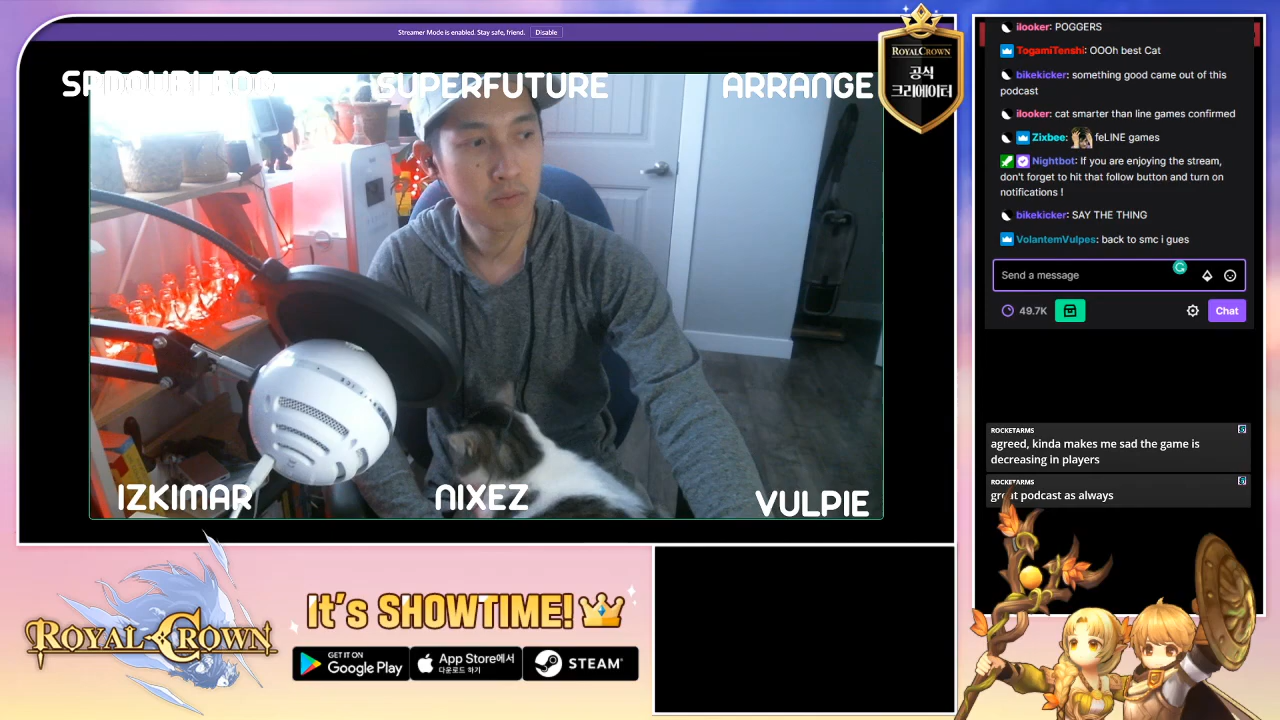 Streamer Mode is enabled. Stay safe, friend. Disable
SUPERFUTURE
ARRANGE
IZKIMAR
NIXEZ
VULPIE
ROYALCROWN
공식
크리에이터
ilooker: POGGERS
TogamiTenshi: OOOh best Cat
bikekicker: something good came out of this
podcast
ilooker: cat smarter than line games confirmed
Zixbee: feLINE games
Nightbot: If you are enjoying the stream,
don't forget to hit that follow button and turn on
notifications !
bikekicker: SAY THE THING
VolantemVulpes: back to smc i gues
Send a message
49.7K
Chat
ROCKETARMS
agreed, kinda makes me sad the game is
decreasing in players
ROCKETARMS
great podcast as always
ROYAL CROWN
It's SHOWTIME!
GET IT ON
Google Play
App Store에서
다운로드 하기
STEAM